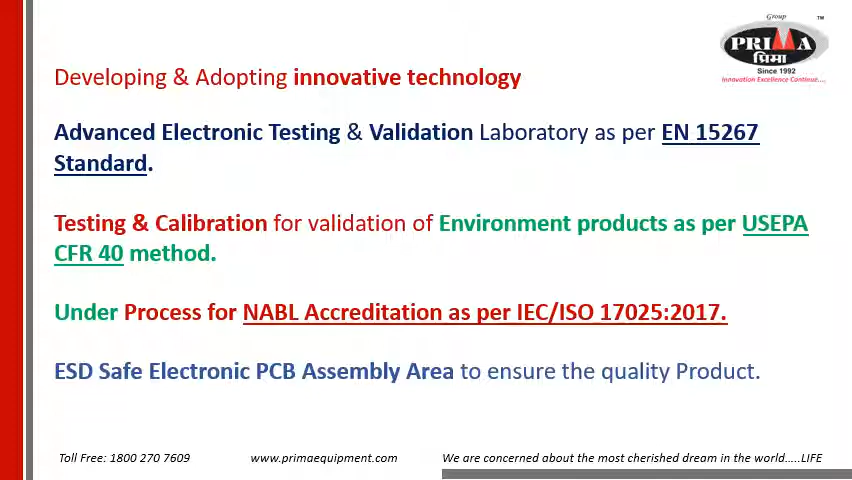 Group
TM
PRIMA
प्रिमा
Since 1992
Innovation Excellence Continue....
Developing & Adopting innovative technology
Advanced Electronic Testing & Validation Laboratory as per EN 15267
Standard.
Testing & Calibration for validation of Environment products as per USEPA
CFR 40 method.
Under Process for NABL Accreditation as per IEC/ISO 17025:2017.
ESD Safe Electronic PCB Assembly Area to ensure the quality Product.
Toll Free: 1800 270 7609
www.primaequipment.com
We are concerned about the most cherished dream in the world.....LIFE